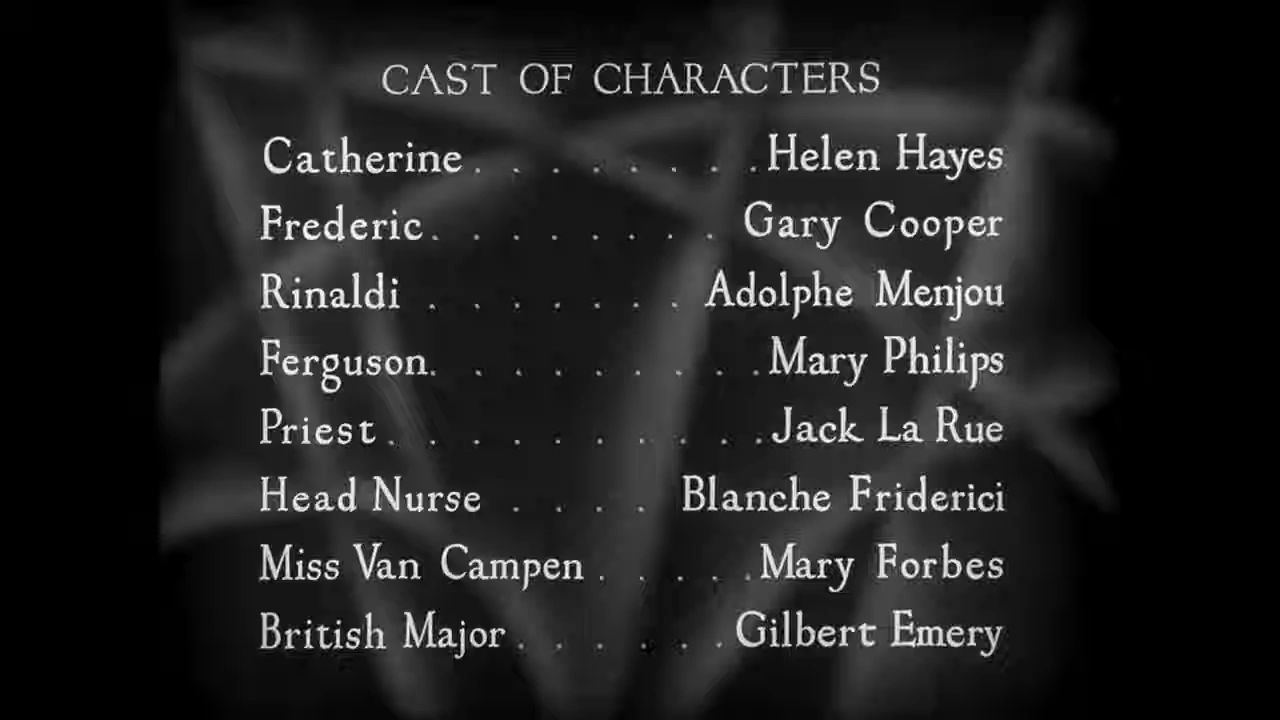 CAST OF CHARACTERS
Catherine . . . . . . . . Helen Hayes
Frederic . . . . . . . . Gary Cooper
Rinaldi . . . . . . . Adolphe Menjou
Ferguson . . . . . . . . . Mary Philips
Priest . . . . . . . . . . Jack La Rue
Head Nurse . . . . Blanche Friderici
Miss Van Campen . . . . . Mary Forbes
British Major . . . . . . Gilbert Emery